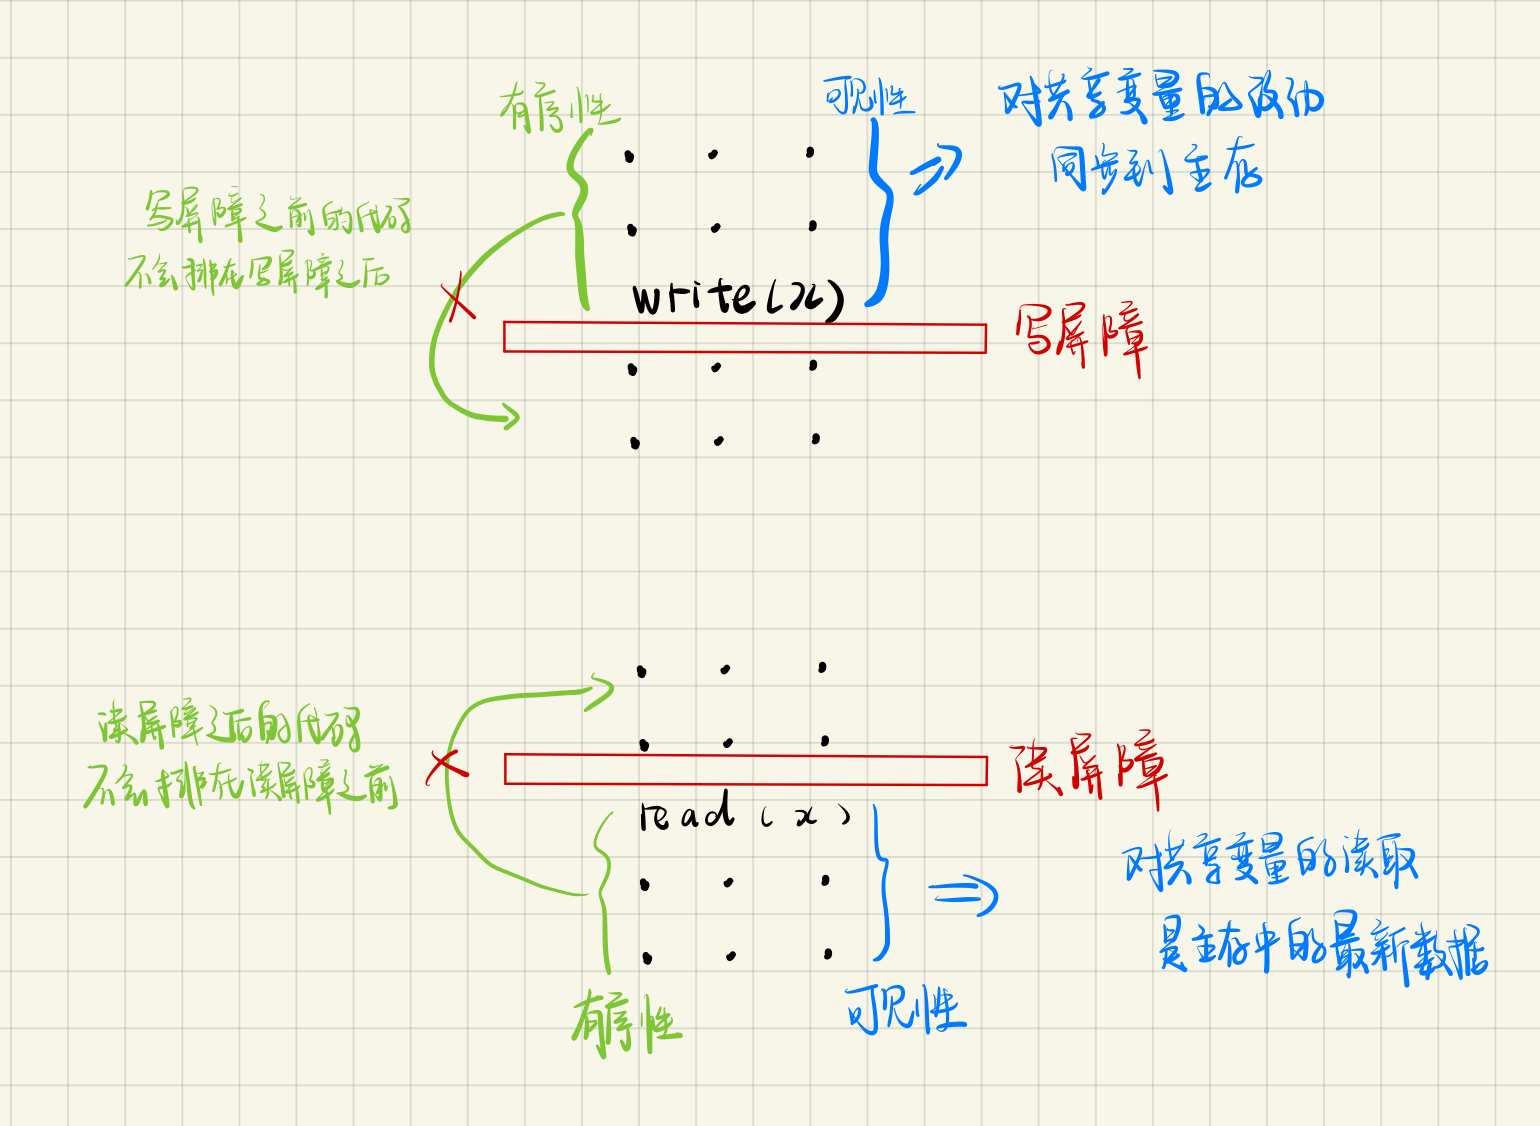 有序性
可见性
对共享变量的改动
同步到主存
写屏障之前的代码
不会排在写屏障之后
write(x)
写屏障
读屏障之后的代码
不会排在读屏障之前
读屏障
read(x)
对共享变量的读取
是主存中的最新数据
有序性
可见性